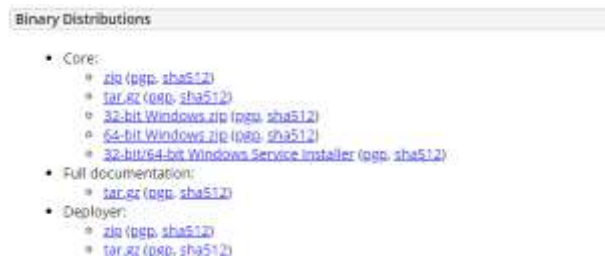 Binary Distributions
Core:
zip (pgp, sha512)
tar.gz (pgp, sha512)
32-bit Windows zip (pgp, sha512)
64-bit Windows zip (pgp, sha512)
32-bit/64-bit Windows Service Installer (pgp, sha512)
Full documentation:
tar.gz (pgp, sha512)
Deployer:
zip (pgp, sha512)
tar.gz (pgp, sha512)